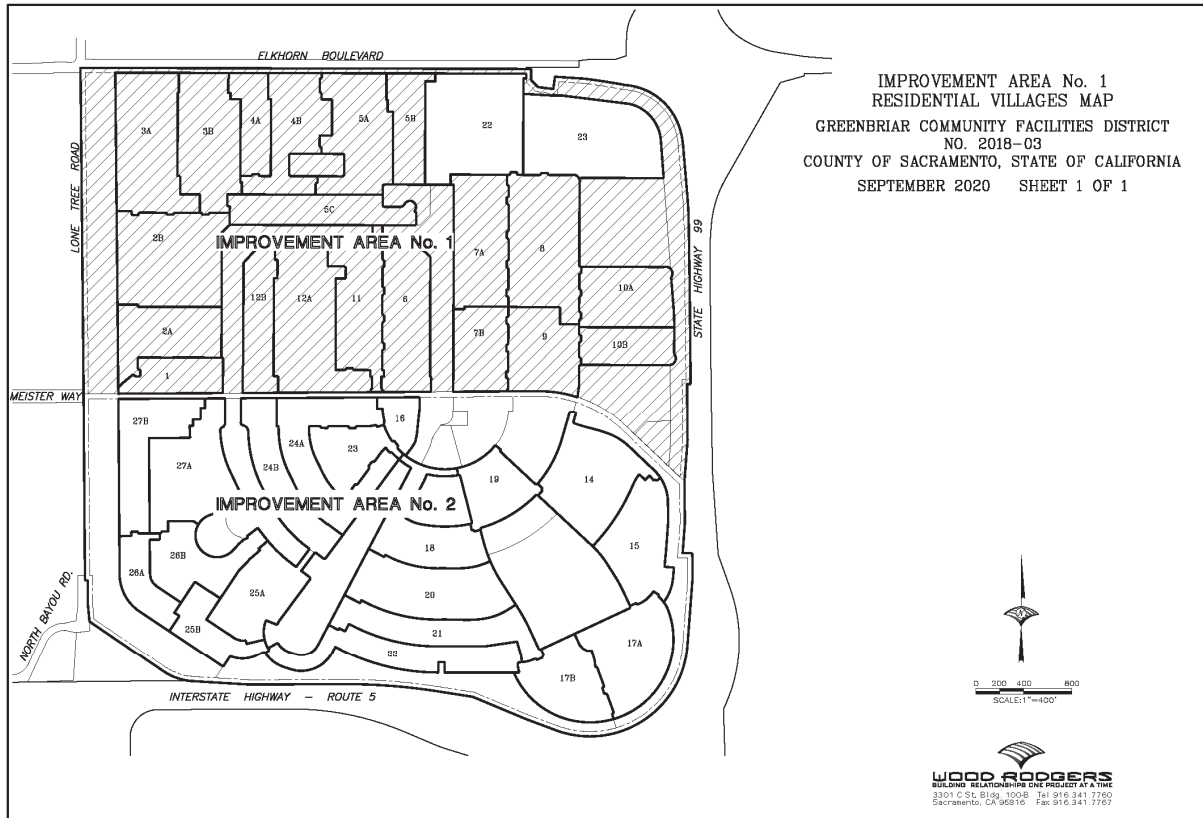 ELKHORN BOULEVARD
IMPROVEMENT AREA No. 1
RESIDENTIAL VILLAGES MAP
GREENBRIAR COMMUNITY FACILITIES DISTRICT
NO. 2018-03
COUNTY OF SACRAMENTO, STATE OF CALIFORNIA
SEPTEMBER 2020 SHEET 1 OF 1
LONE TREE ROAD
STATE HIGHWAY 99
3A
3B
4A
4B
5A
5B
22
23
5C
IMPROVEMENT AREA No. 1
2B
7A
8
12B
12A
11
6
10A
2A
7B
9
10B
1
MEISTER WAY
27B
16
24A
23
27A
24B
19
14
IMPROVEMENT AREA No. 2
18
15
26B
26A
25A
20
25B
21
17A
22
17B
NORTH BAYOU RD.
INTERSTATE HIGHWAY - ROUTE 5
N
0 200 400 800
SCALE:1"=400'
WOOD RODGERS
BUILDING RELATIONSHIPS ONE PROJECT AT A TIME
3301 C St, Bldg. 100-B Tel 916.341.7760
Sacramento, CA 95816 Fax 916.341.7767